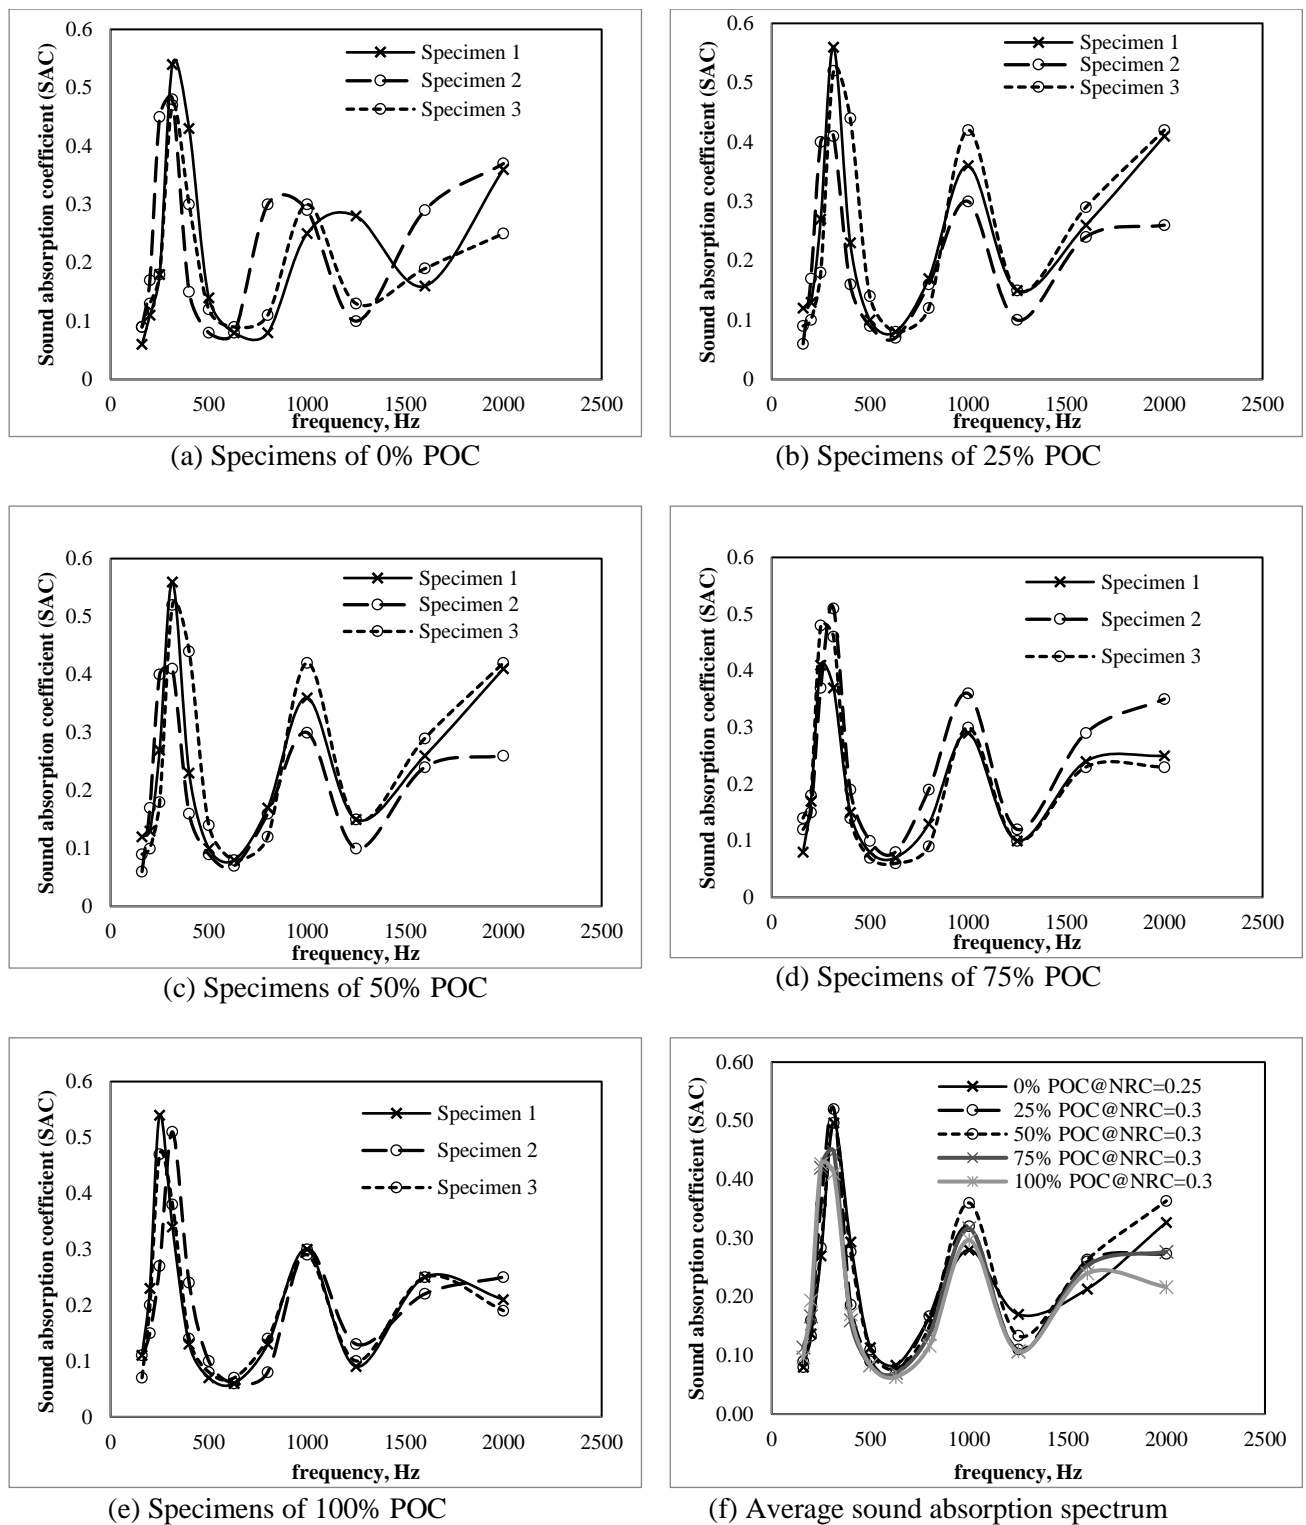 Sound absorption coefficient (SAC)
0.6
0.5
0.4
0.3
0.2
0.1
0
Specimen 1
Specimen 2
Specimen 3
0 500 1000 1500 2000 2500
frequency, Hz
(a) Specimens of 0% POC
Sound absorption coefficient (SAC)
0.6
0.5
0.4
0.3
0.2
0.1
0
Specimen 1
Specimen 2
Specimen 3
0 500 1000 1500 2000 2500
frequency, Hz
(b) Specimens of 25% POC
Sound absorption coefficient (SAC)
0.6
0.5
0.4
0.3
0.2
0.1
0
Specimen 1
Specimen 2
Specimen 3
0 500 1000 1500 2000 2500
frequency, Hz
(c) Specimens of 50% POC
Sound absorption coefficient (SAC)
0.6
0.5
0.4
0.3
0.2
0.1
0
Specimen 1
Specimen 2
Specimen 3
0 500 1000 1500 2000 2500
frequency, Hz
(d) Specimens of 75% POC
Sound absorption coefficient (SAC)
0.6
0.5
0.4
0.3
0.2
0.1
0
Specimen 1
Specimen 2
Specimen 3
0 500 1000 1500 2000 2500
frequency, Hz
(e) Specimens of 100% POC
Sound absorption coefficient (SAC)
0.60
0.50
0.40
0.30
0.20
0.10
0.00
0% POC@NRC=0.25
25% POC@NRC=0.3
50% POC@NRC=0.3
75% POC@NRC=0.3
100% POC@NRC=0.3
0 500 1000 1500 2000 2500
frequency, Hz
(f) Average sound absorption spectrum